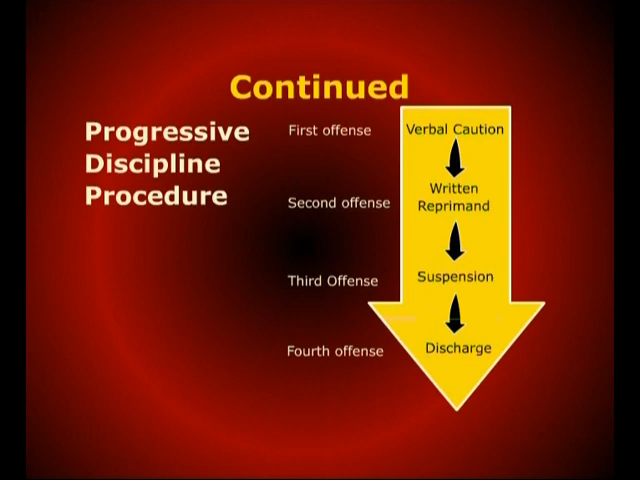 Continued
Progressive
Discipline
Procedure
First offense
Verbal Caution
Second offense
Written
Reprimand
Third Offense
Suspension
Fourth offense
Discharge